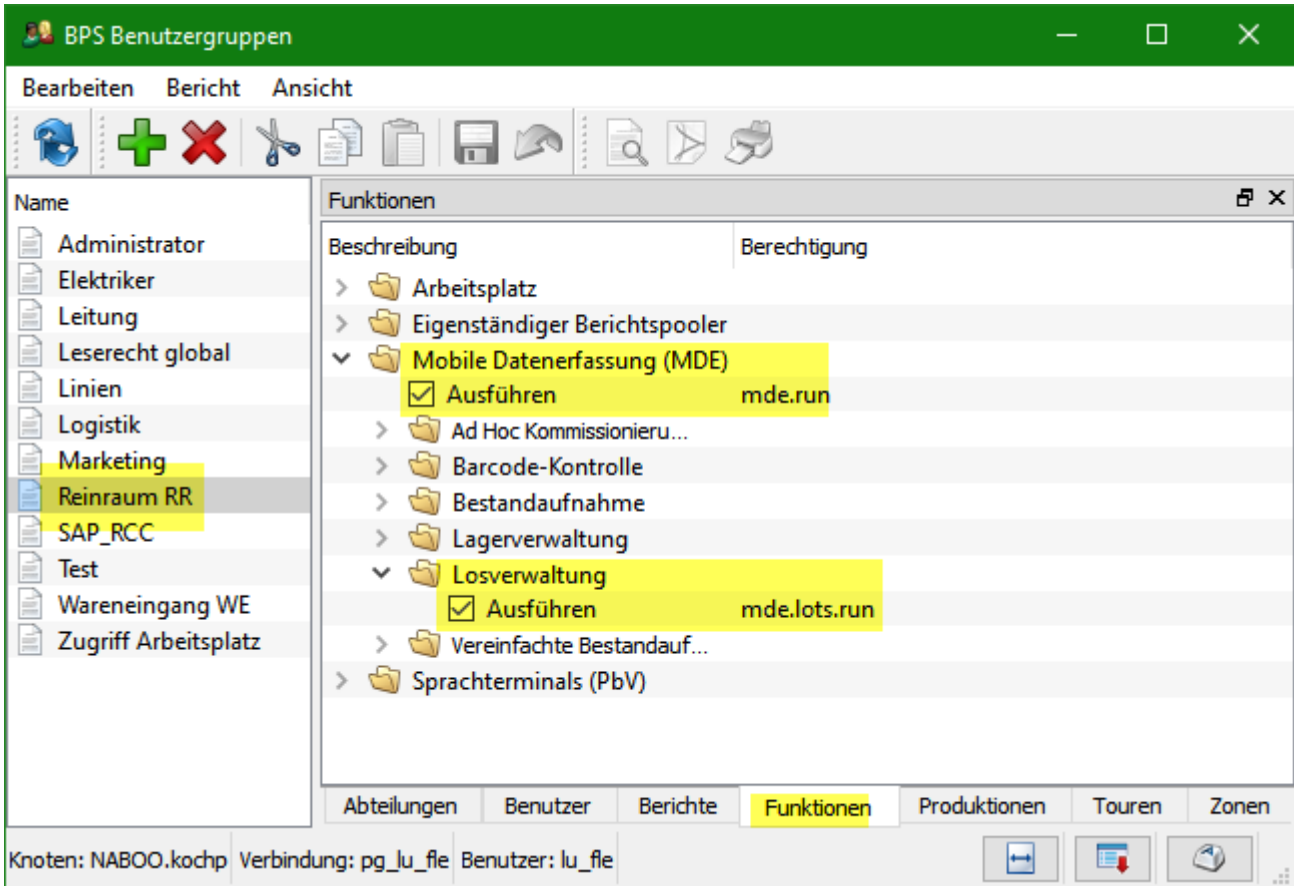 BPS Benutzergruppen
Bearbeiten Bericht Ansicht
Name
Administrator
Elektriker
Leitung
Leserecht global
Linien
Logistik
Marketing
Reinraum RR
SAP_RCC
Test
Wareneingang WE
Zugriff Arbeitsplatz
Funktionen
Beschreibung Berechtigung
Arbeitsplatz
Eigenständiger Berichtspooler
Mobile Datenerfassung (MDE)
Ausführen mde.run
Ad Hoc Kommissionieru...
Barcode-Kontrolle
Bestandaufnahme
Lagerverwaltung
Losverwaltung
Ausführen mde.lots.run
Vereinfachte Bestandauf...
Sprachterminals (PbV)
Abteilungen Benutzer Berichte Funktionen Produktionen Touren Zonen
Knoten: NABOO.kochp Verbindung: pg_lu_fle Benutzer: lu_fle